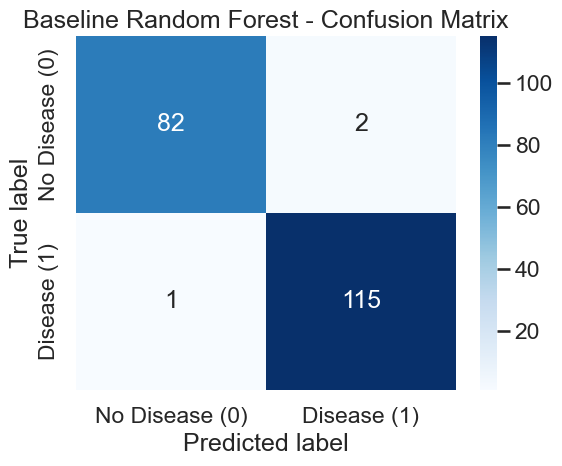 Baseline Random Forest - Confusion Matrix
True label
No Disease (0)
82
2
Disease (1)
1
115
No Disease (0)
Disease (1)
Predicted label
100
80
60
40
20